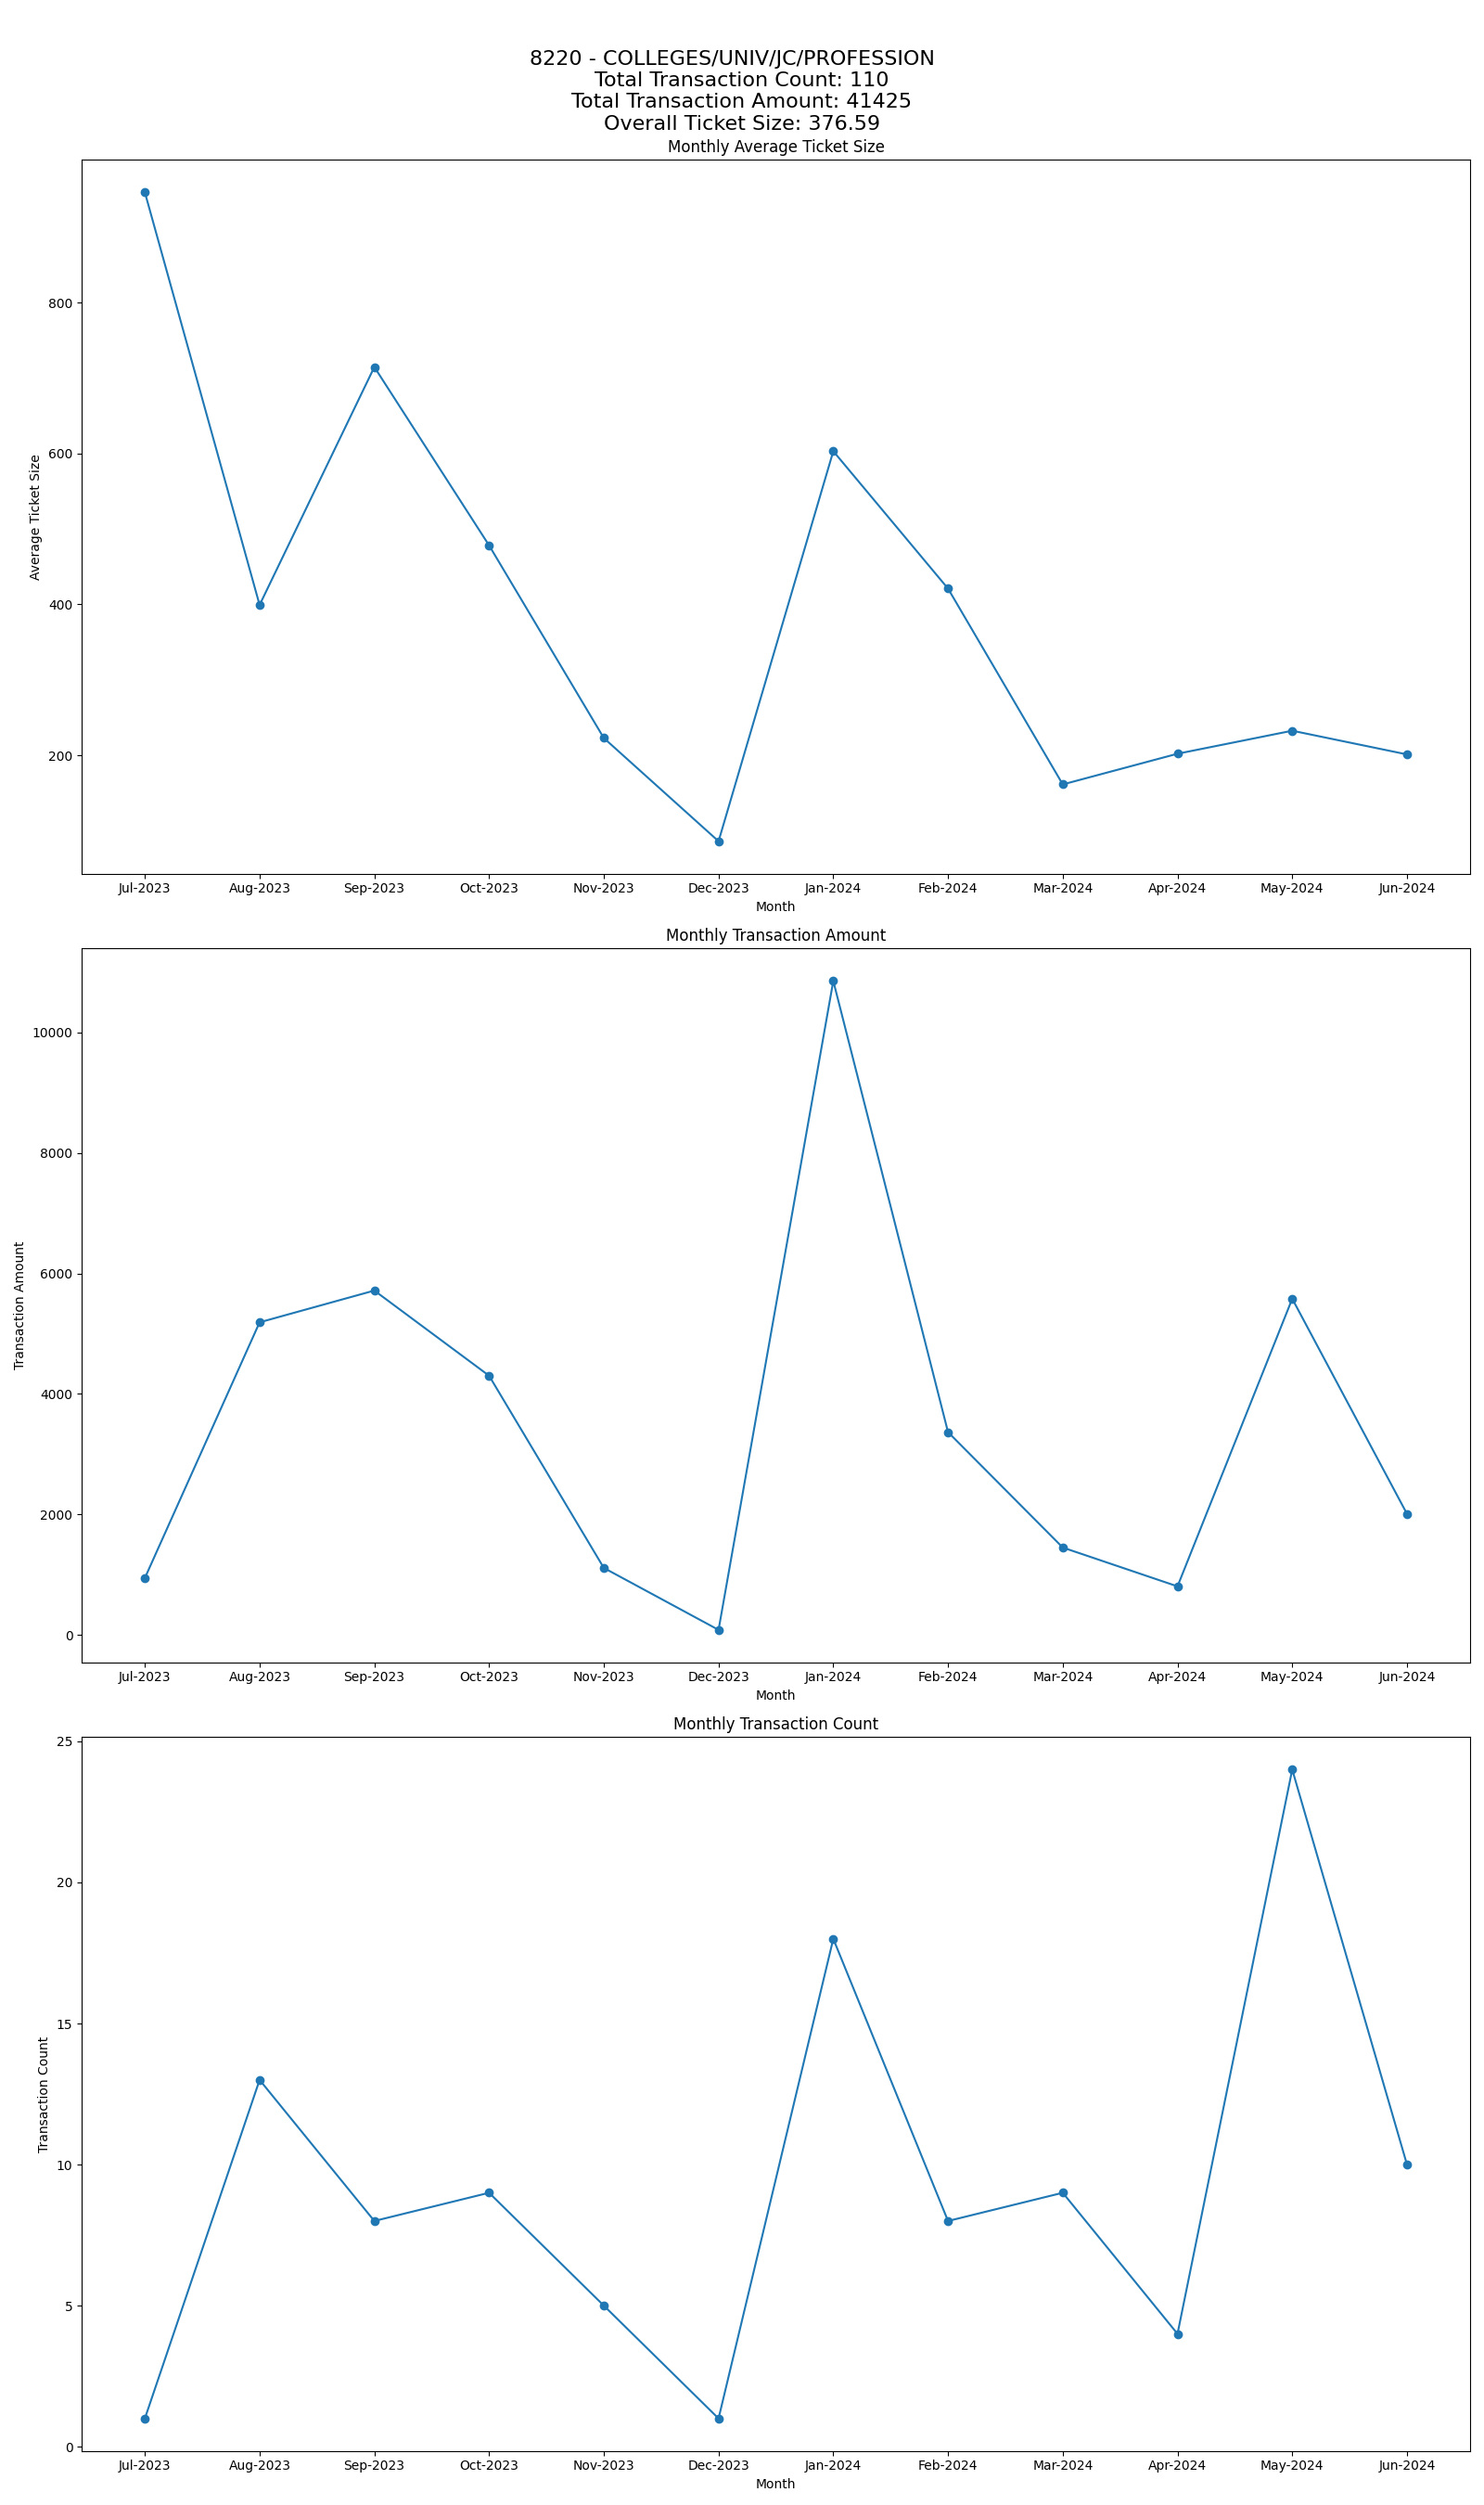 8220 - COLLEGES/UNIV/JC/PROFESSION
Total Transaction Count: 110
Total Transaction Amount: 41425
Overall Ticket Size: 376.59
Monthly Average Ticket Size
800
600
400
200
Average Ticket Size
Jul-2023 Aug-2023 Sep-2023 Oct-2023 Nov-2023 Dec-2023 Jan-2024 Feb-2024 Mar-2024 Apr-2024 May-2024 Jun-2024
Month
Monthly Transaction Amount
10000
8000
6000
4000
2000
0
Transaction Amount
Jul-2023 Aug-2023 Sep-2023 Oct-2023 Nov-2023 Dec-2023 Jan-2024 Feb-2024 Mar-2024 Apr-2024 May-2024 Jun-2024
Month
Monthly Transaction Count
25
20
15
10
5
0
Transaction Count
Jul-2023 Aug-2023 Sep-2023 Oct-2023 Nov-2023 Dec-2023 Jan-2024 Feb-2024 Mar-2024 Apr-2024 May-2024 Jun-2024
Month